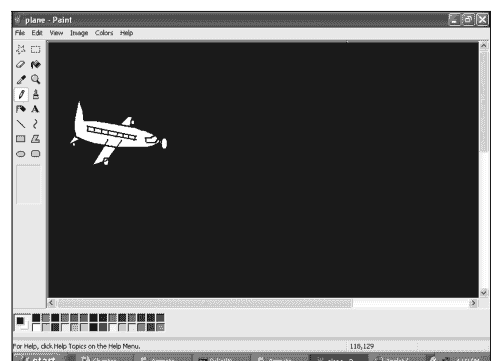 plane - Paint
File Edit View Image Colors Help
A
For Help, click Help Topics on the Help Menu.
118,129
start